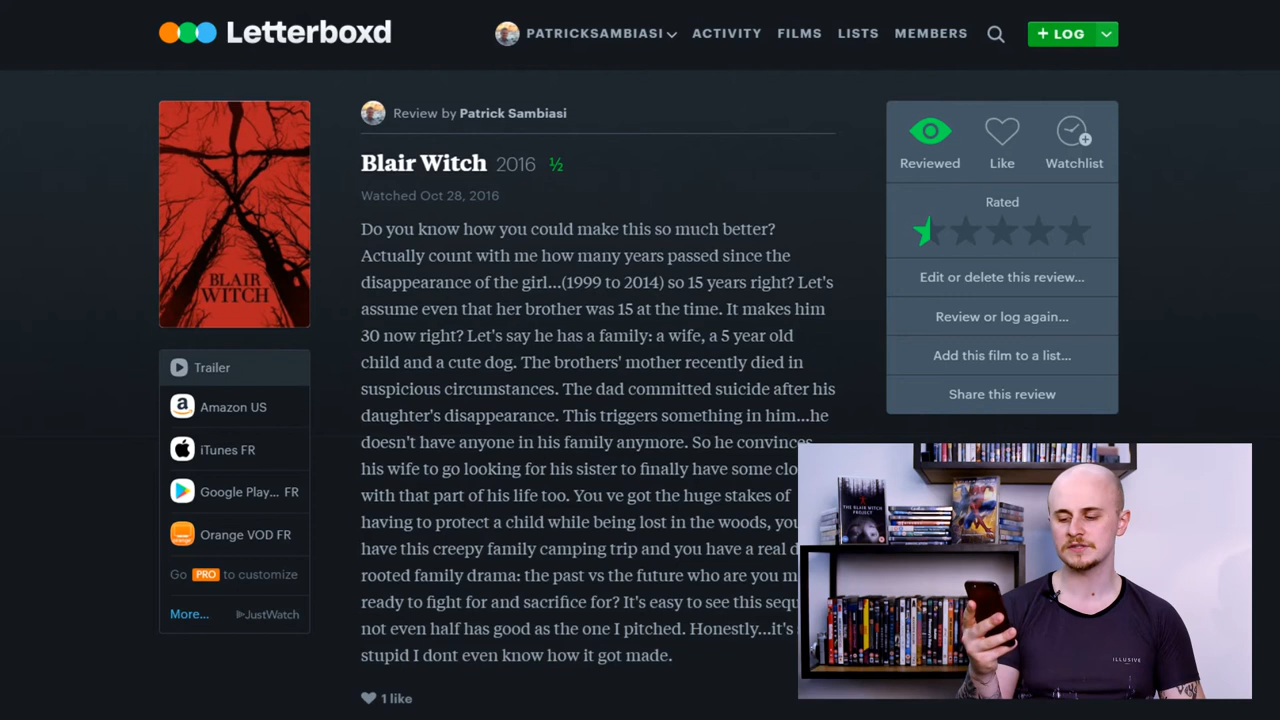 Letterboxd
PATRICKSAMBIASI
ACTIVITY
FILMS
LISTS
MEMBERS
+ LOG
BLAIR
WITCH
Review by Patrick Sambiasi
Blair Witch 2016 ½
Watched Oct 28, 2016
Do you know how you could make this so much better?
Actually count with me how many years passed since the
disappearance of the girl...(1999 to 2014) so 15 years right? Let's
assume even that her brother was 15 at the time. It makes him
30 now right? Let's say he has a family: a wife, a 5 year old
child and a cute dog. The brothers' mother recently died in
suspicious circumstances. The dad committed suicide after his
daughter's disappearance. This triggers something in him...he
doesn't have anyone in his family anymore. So he convinces
his wife to go looking for his sister to finally have some clo
with that part of his life too. You ve got the huge stakes of
having to protect a child while being lost in the woods, you
have this creepy family camping trip and you have a real d
rooted family drama: the past vs the future who are you m
ready to fight for and sacrifice for? It's easy to see this sequ
not even half has good as the one I pitched. Honestly...it's
stupid I dont even know how it got made.
1 like
Reviewed
Like
Watchlist
Rated
Edit or delete this review...
Review or log again...
Add this film to a list...
Share this review
Trailer
Amazon US
iTunes FR
Google Play... FR
Orange VOD FR
Go PRO to customize
More...
JustWatch
THE BLAIR WITCH
PROJECT
ILLUSIVE